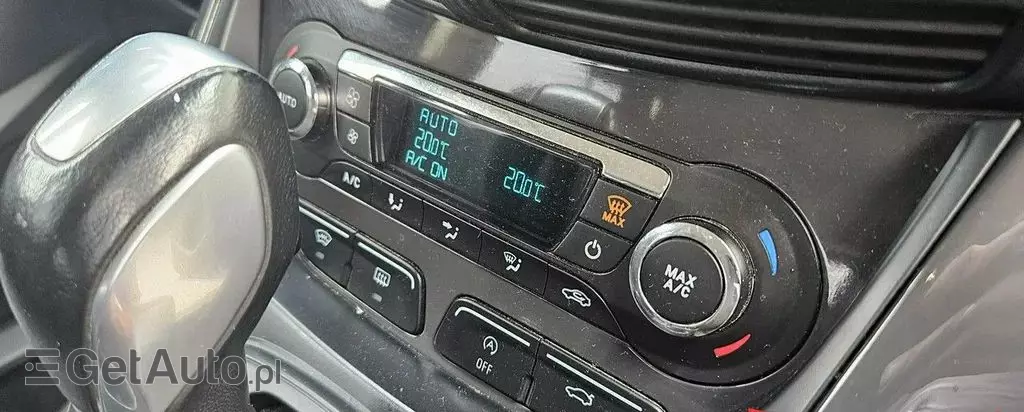 AUTO
AUTO
20.0°C
A/C ON
20.0°C
MAX
A/C
MAX
A/C
OFF
GetAuto.pl